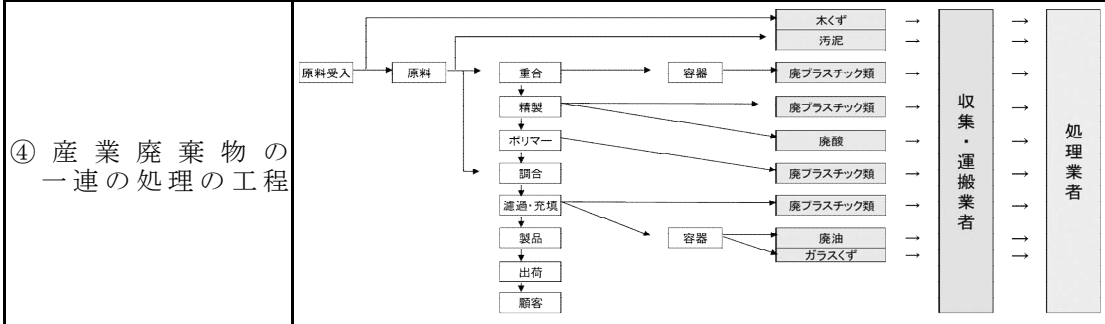 ④産業廃棄物の
一連の処理の工程
木くず → →
汚泥 → →
原料受入 原料 重合 容器 廃プラスチック類 → →
精製 廃プラスチック類 → →
ポリマー 廃酸 → →
調合 廃プラスチック類 → →
濾過・充填 廃プラスチック類 → →
製品 容器 廃油 → →
ガラスくず → →
出荷
顧客
収集・運搬業者
処理業者